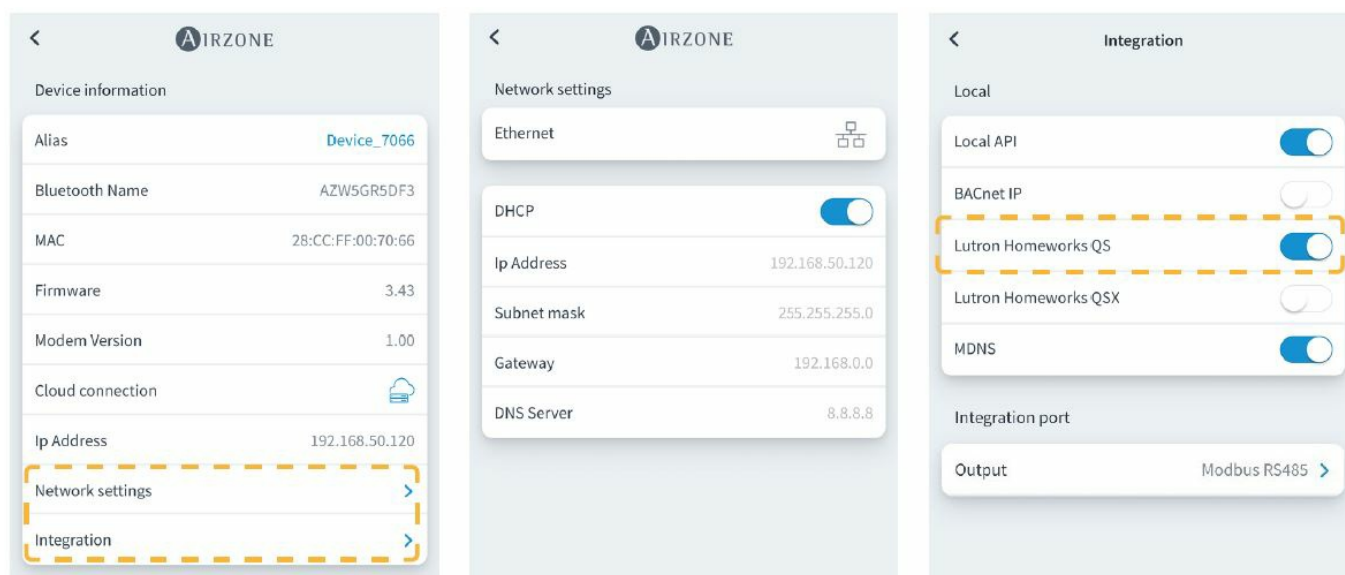 AIRZONE
Device information
Alias Device_7066
Bluetooth Name AZW5GR5DF3
MAC 28:CC:FF:00:70:66
Firmware 3.43
Modem Version 1.00
Cloud connection
Ip Address 192.168.50.120
Network settings
Integration
AIRZONE
Network settings
Ethernet
DHCP
Ip Address 192.168.50.120
Subnet mask 255.255.255.0
Gateway 192.168.0.0
DNS Server 8.8.8.8
Integration
Local
Local API
BACnet IP
Lutron Homeworks QS
Lutron Homeworks QSX
MDNS
Integration port
Output Modbus RS485